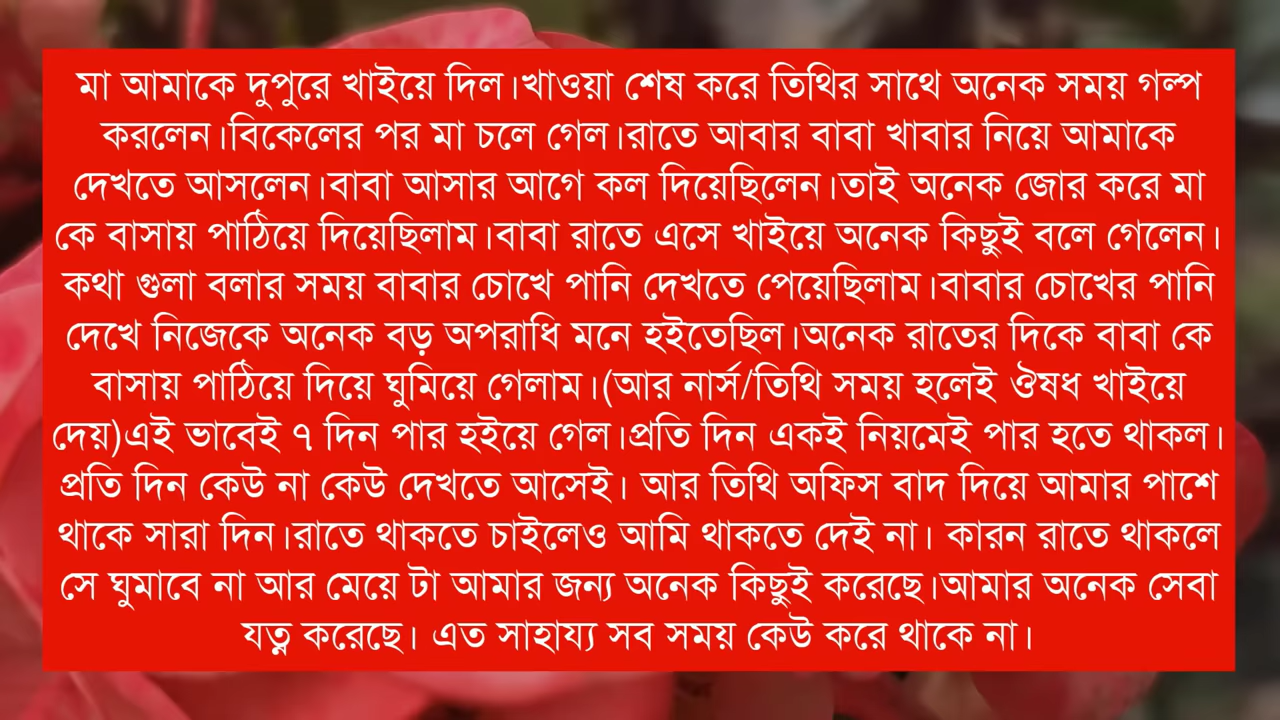 মা আমাকে দুপুরে খাইয়ে দিল।খাওয়া শেষ করে তিথির সাথে অনেক সময় গল্প
করলেন।বিকেলের পর মা চলে গেল।রাতে আবার বাবা খাবার নিয়ে আমাকে
দেখতে আসলেন।বাবা আসার আগে কল দিয়েছিলেন।তাই অনেক জোর করে মা
কে বাসায় পাঠিয়ে দিয়েছিলাম।বাবা রাতে এসে খাইয়ে অনেক কিছুই বলে গেলেন।
কথা গুলা বলার সময় বাবার চোখে পানি দেখতে পেয়েছিলাম।বাবার চোখের পানি
দেখে নিজেকে অনেক বড় অপরাধি মনে হইতেছিল।অনেক রাতের দিকে বাবা কে
বাসায় পাঠিয়ে দিয়ে ঘুমিয়ে গেলাম।(আর নার্স/তিথি সময় হলেই ঔষধ খাইয়ে
দেয়)এই ভাবেই ৭ দিন পার হইয়ে গেল।প্রতি দিন একই নিয়মেই পার হতে থাকল।
প্রতি দিন কেউ না কেউ দেখতে আসেই। আর তিথি অফিস বাদ দিয়ে আমার পাশে
থাকে সারা দিন।রাতে থাকতে চাইলেও আমি থাকতে দেই না। কারন রাতে থাকলে
সে ঘুমাবে না আর মেয়ে টা আমার জন্য অনেক কিছুই করেছে।আমার অনেক সেবা
যত্ন করেছে। এত সাহায্য সব সময় কেউ করে থাকে না।